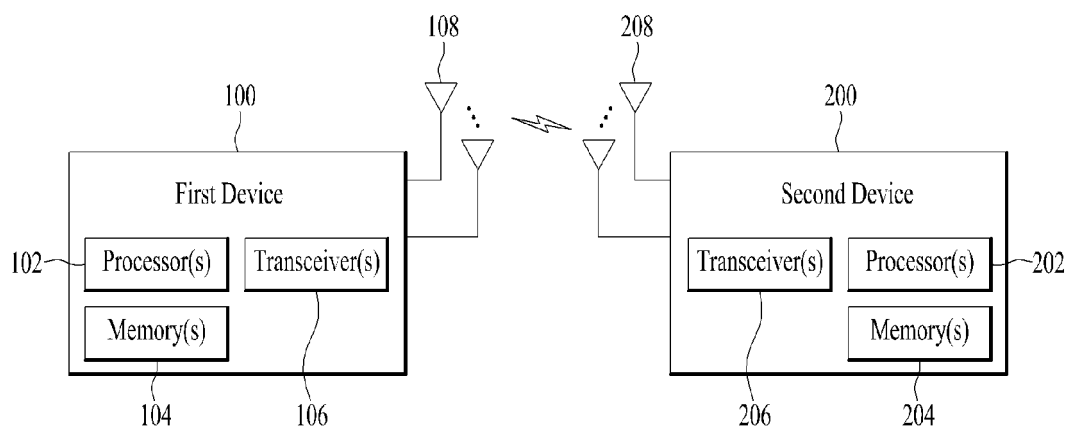 108
208
100
200
First Device
Second Device
102
Processor(s)
Transceiver(s)
Transceiver(s)
Processor(s)
202
Memory(s)
Memory(s)
104
106
206
204